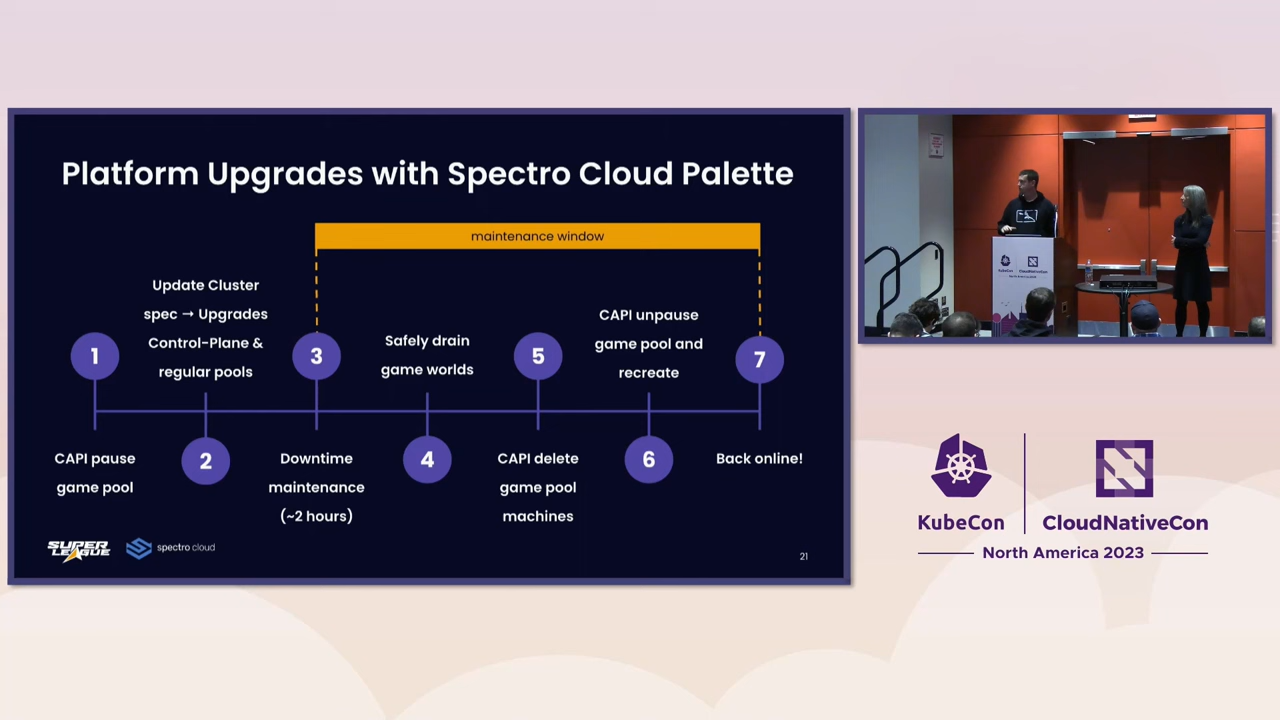 Platform Upgrades with Spectro Cloud Palette
maintenance window
1
CAPI pause
game pool
Update Cluster
spec → Upgrades
Control-Plane &
regular pools
2
3
Downtime
maintenance
(~2 hours)
Safely drain
game worlds
4
5
CAPI delete
game pool
machines
CAPI unpause
game pool and
recreate
6
7
Back online!
SUPER
LEAGUE
spectro cloud
21
KubeCon
CloudNativeCon
KubeCon
CloudNativeCon
North America 2023